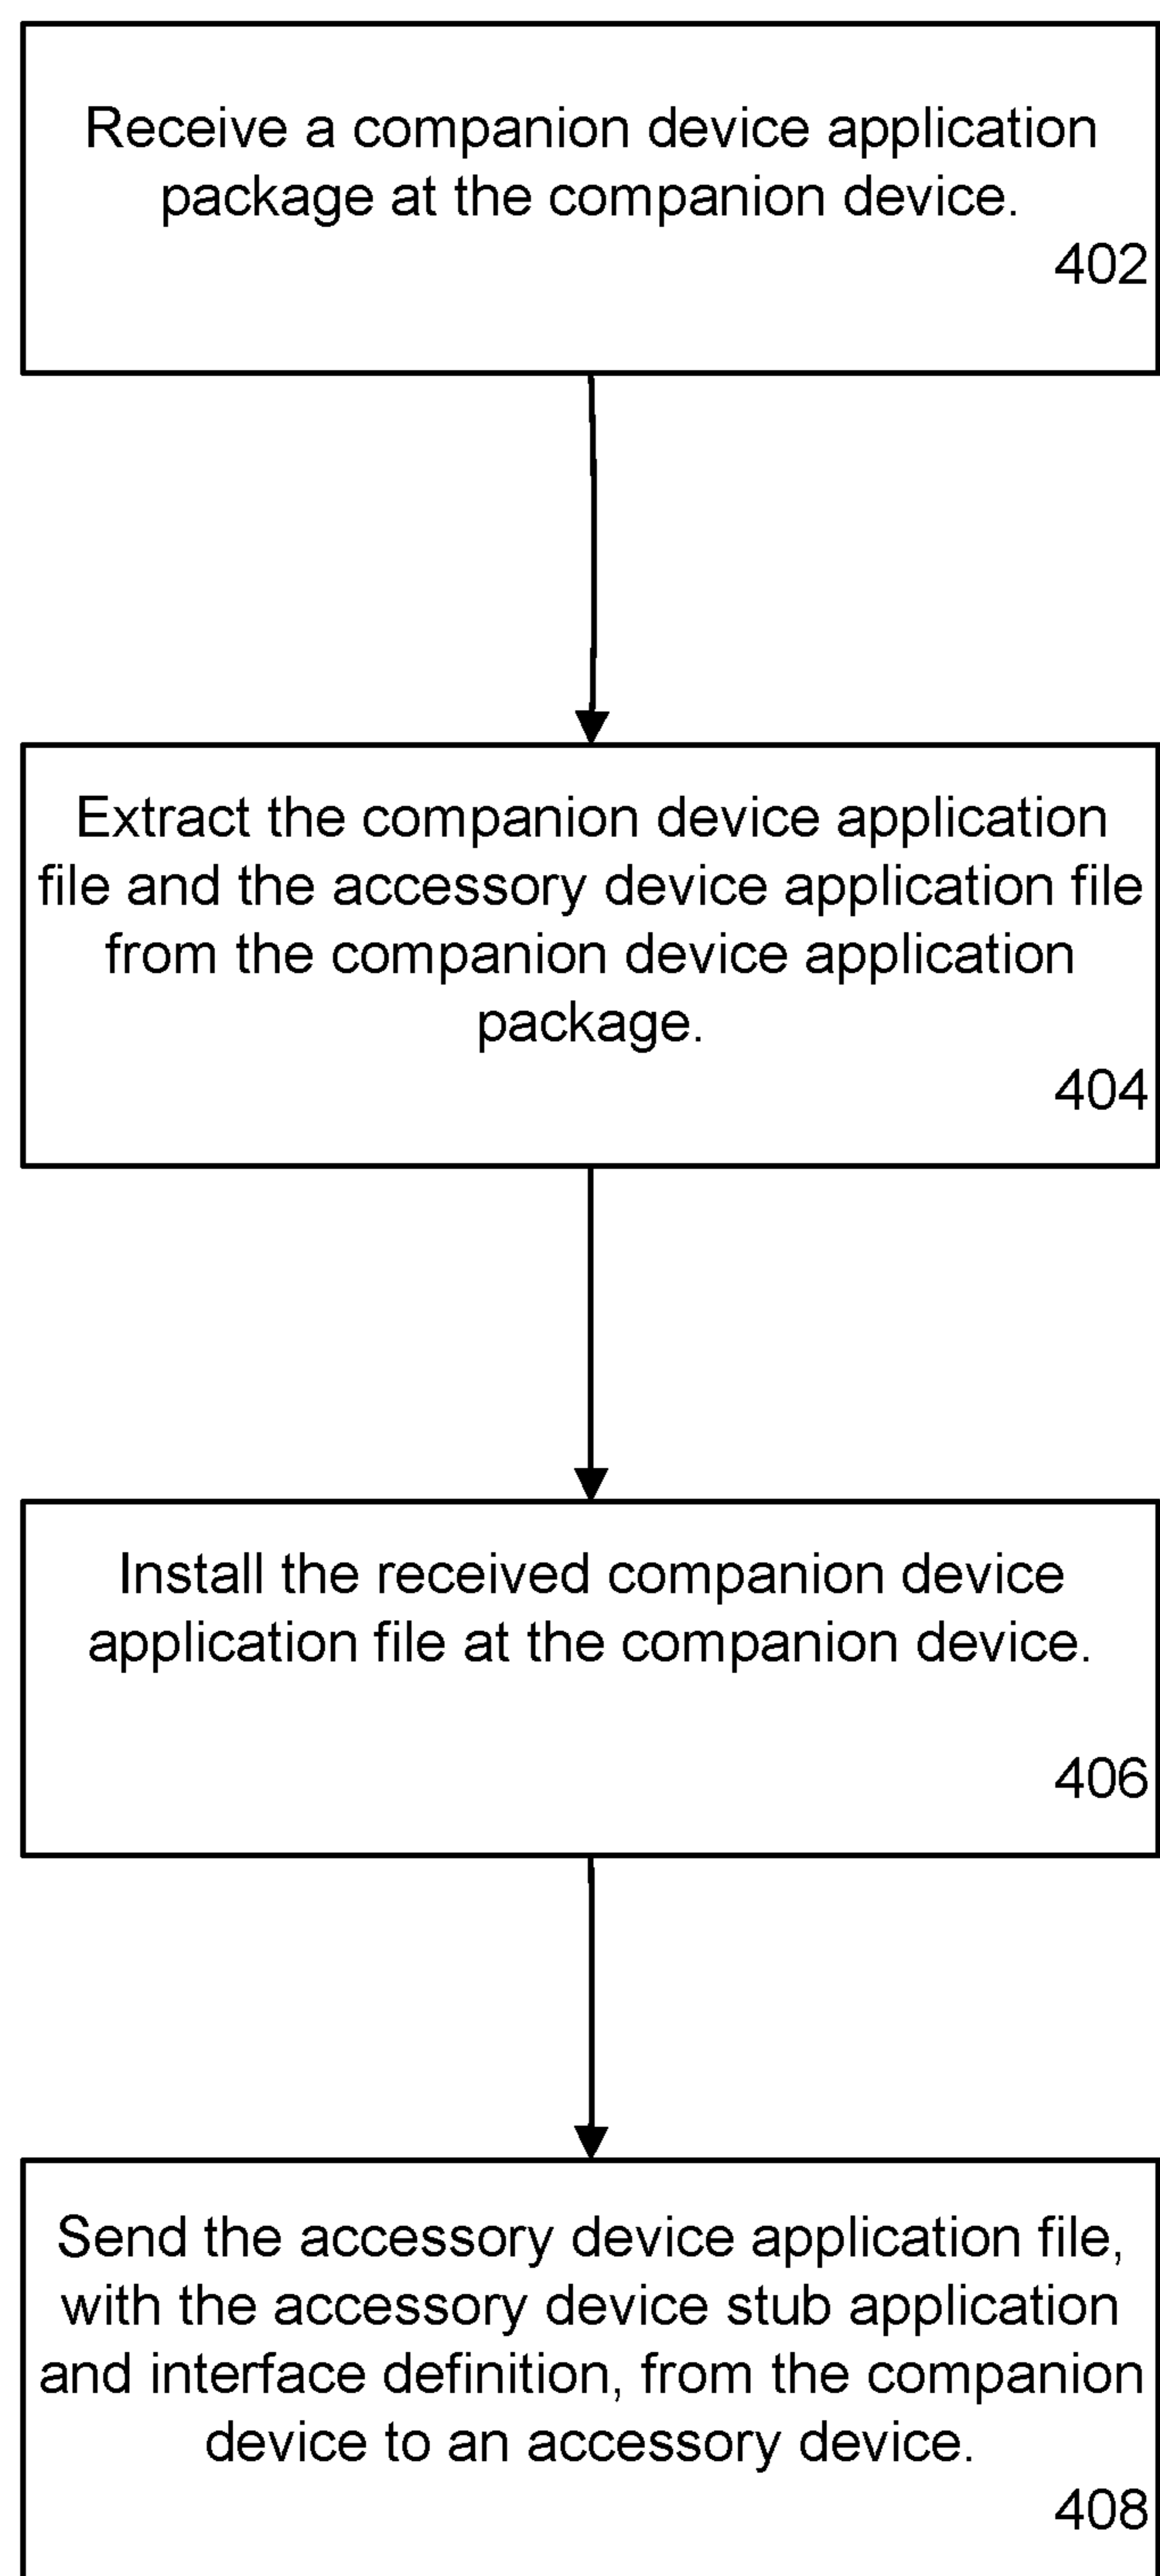 Receive a companion device application
package at the companion device.
402
Extract the companion device application
file and the accessory device application file
from the companion device application
package.
404
Install the received companion device
application file at the companion device.
406
Send the accessory device application file,
with the accessory device stub application
and interface definition, from the companion
device to an accessory device.
408